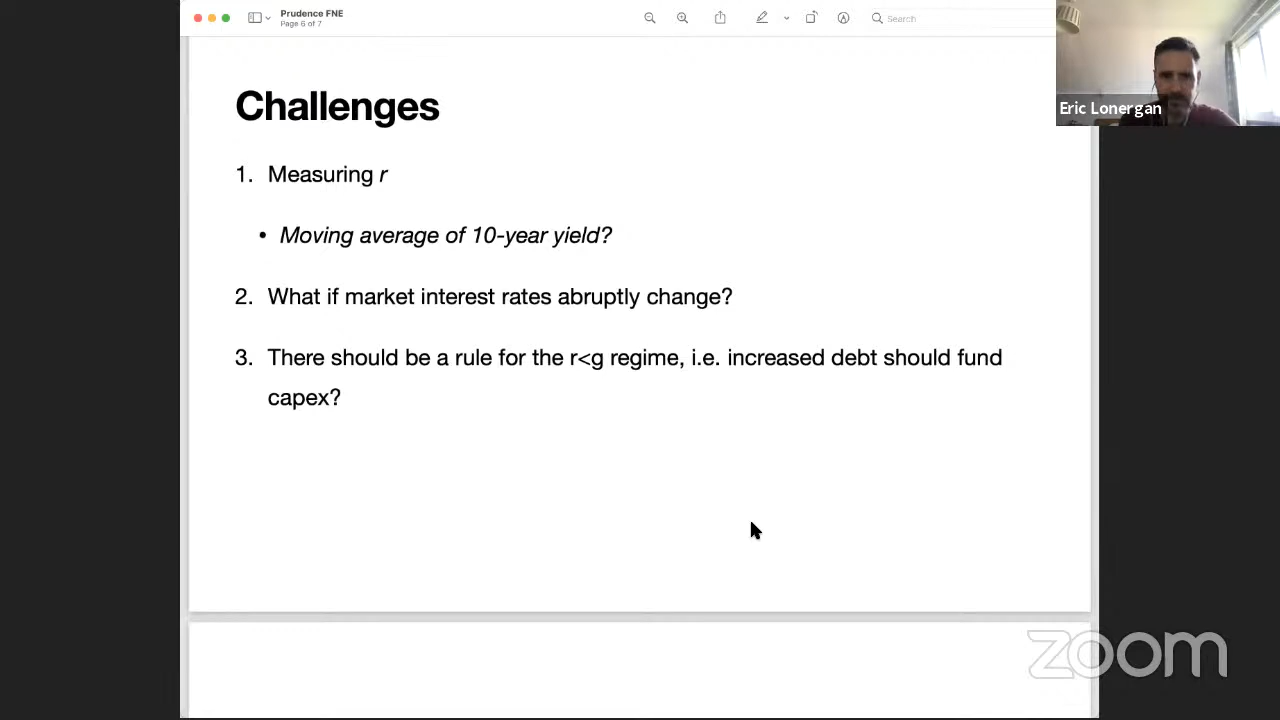 Prudence FNE
Page 6 of 7
Search
Eric Lonergan
Challenges
1. Measuring r
• Moving average of 10-year yield?
2. What if market interest rates abruptly change?
3. There should be a rule for the r<g regime, i.e. increased debt should fund
capex?
zoom